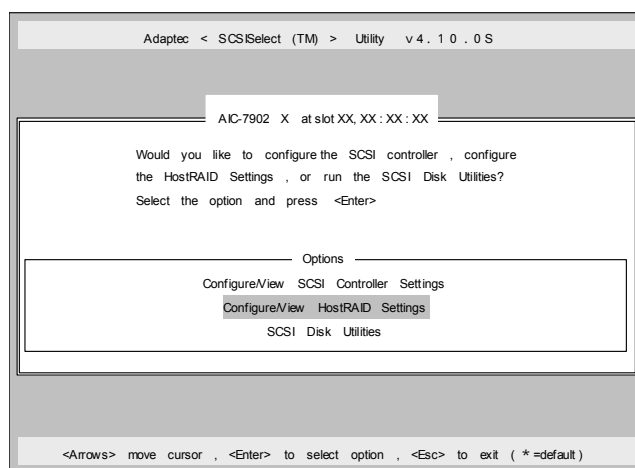 Adaptec < SCSISelect (TM) > Utility v4.10.0S
AIC-7902 X at slot XX, XX : XX : XX
Would you like to configure the SCSI controller , configure
the HostRAID Settings , or run the SCSI Disk Utilities?
Select the option and press <Enter>
Options
Configure/View SCSI Controller Settings
Configure/View HostRAID Settings
SCSI Disk Utilities
<Arrows> move cursor , <Enter> to select option , <Esc> to exit ( *=default )